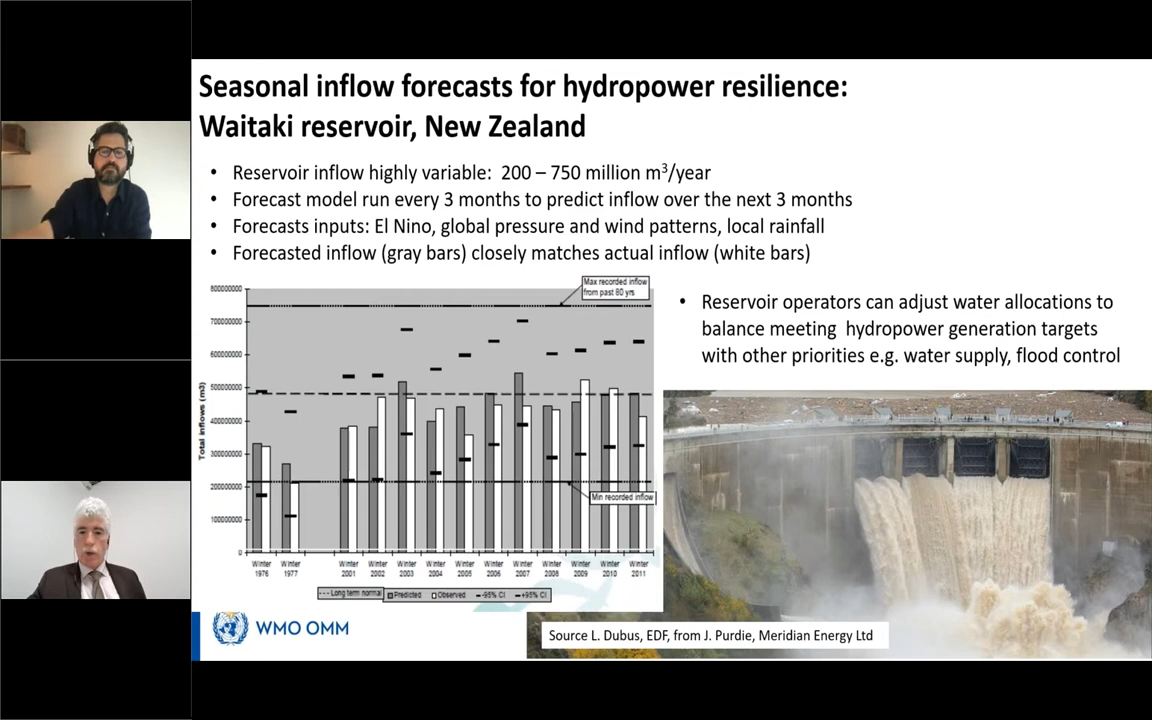 Seasonal inflow forecasts for hydropower resilience:
Waitaki reservoir, New Zealand
• Reservoir inflow highly variable: 200 – 750 million m³/year
• Forecast model run every 3 months to predict inflow over the next 3 months
• Forecasts inputs: El Nino, global pressure and wind patterns, local rainfall
• Forecasted inflow (gray bars) closely matches actual inflow (white bars)
Total inflows (m3)
800000000
700000000
600000000
500000000
400000000
300000000
200000000
100000000
0
Max recorded inflow
from past 80 yrs
Min recorded inflow
Winter Winter Winter Winter Winter Winter Winter Winter Winter Winter Winter Winter Winter
1976 1977 2001 2002 2003 2004 2005 2006 2007 2008 2009 2010 2011
Long term normal Predicted Observed -95% CI +95% CI
• Reservoir operators can adjust water allocations to
balance meeting hydropower generation targets
with other priorities e.g. water supply, flood control
WMO OMM
Source L. Dubus, EDF, from J. Purdie, Meridian Energy Ltd